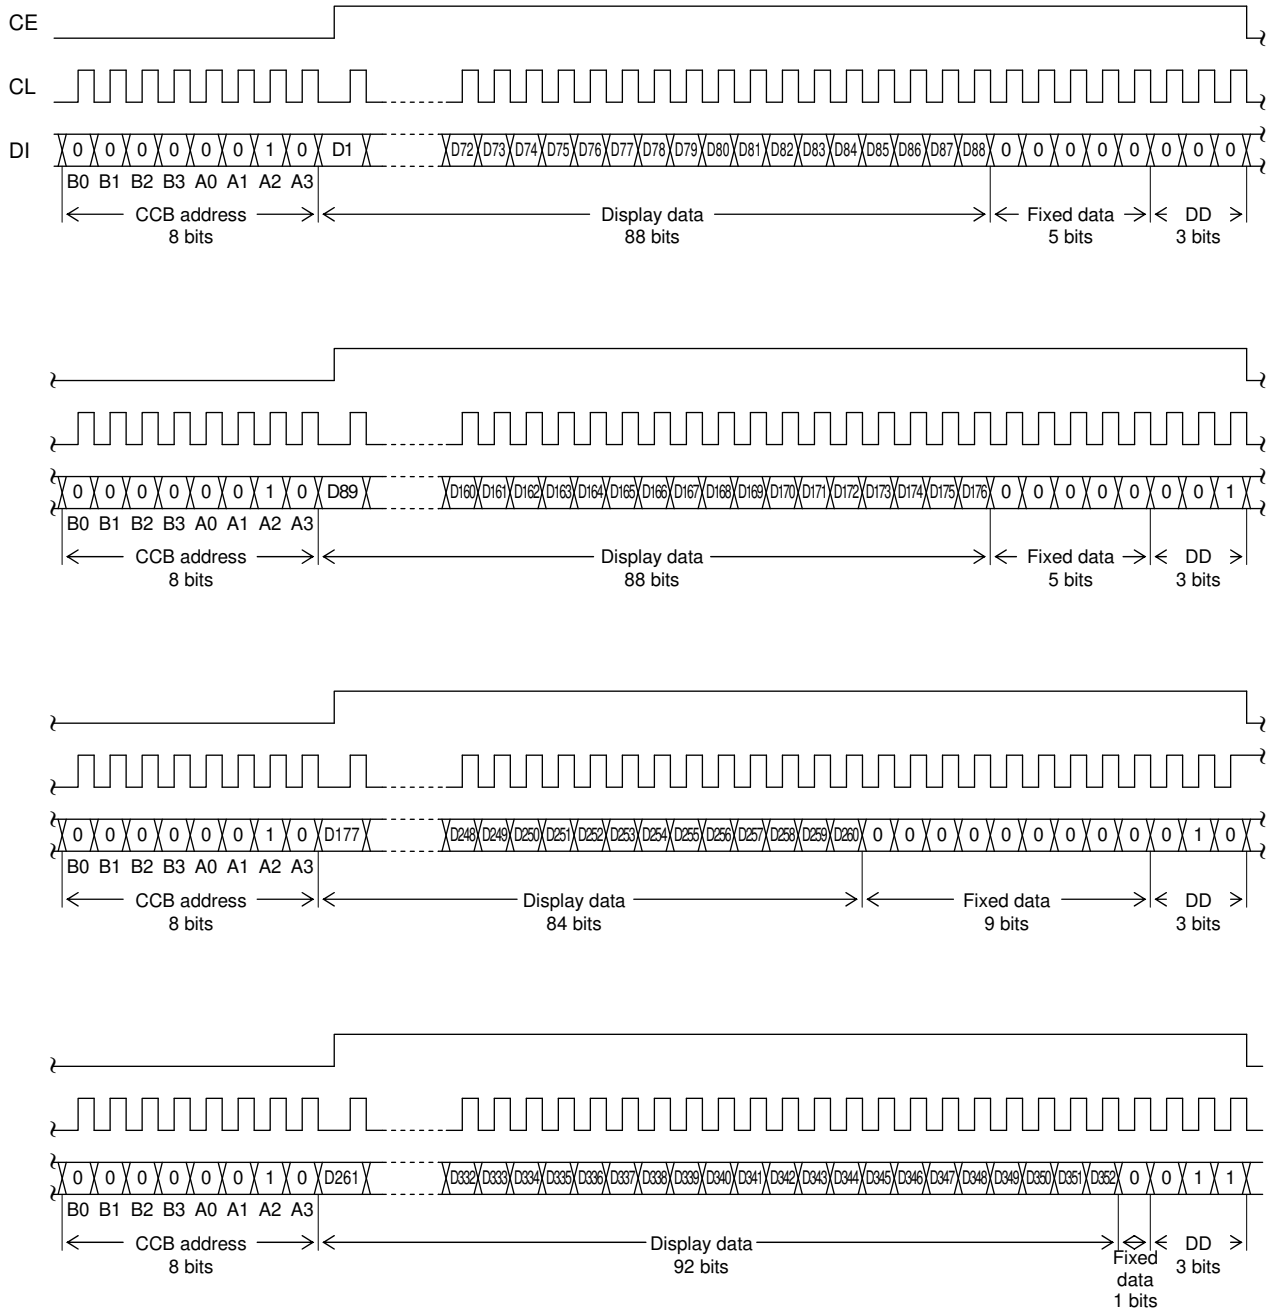 CE
CL
DI 0 0 0 0 0 0 1 0 D1 D72 D73 D74 D75 D76 D77 D78 D79 D80 D81 D82 D83 D84 D85 D86 D87 D88 0 0 0 0 0 0 0 0
B0 B1 B2 B3 A0 A1 A2 A3
CCB address Display data Fixed data DD
8 bits 88 bits 5 bits 3 bits
0 0 0 0 0 0 1 0 D89 D160 D161 D162 D163 D164 D165 D166 D167 D168 D169 D170 D171 D172 D173 D174 D175 D176 0 0 0 0 0 0 0 1
B0 B1 B2 B3 A0 A1 A2 A3
CCB address Display data Fixed data DD
8 bits 88 bits 5 bits 3 bits
0 0 0 0 0 0 1 0 D177 D248 D249 D250 D251 D252 D253 D254 D255 D256 D257 D258 D259 D260 0 0 0 0 0 0 0 0 0 0 1 0
B0 B1 B2 B3 A0 A1 A2 A3
CCB address Display data Fixed data DD
8 bits 84 bits 9 bits 3 bits
0 0 0 0 0 0 1 0 D261 D332 D333 D334 D335 D336 D337 D338 D339 D340 D341 D342 D343 D344 D345 D346 D347 D348 D349 D350 D351 D352 0 0 1 1
B0 B1 B2 B3 A0 A1 A2 A3
CCB address Display data Fixed DD
8 bits 92 bits data 3 bits
1 bits